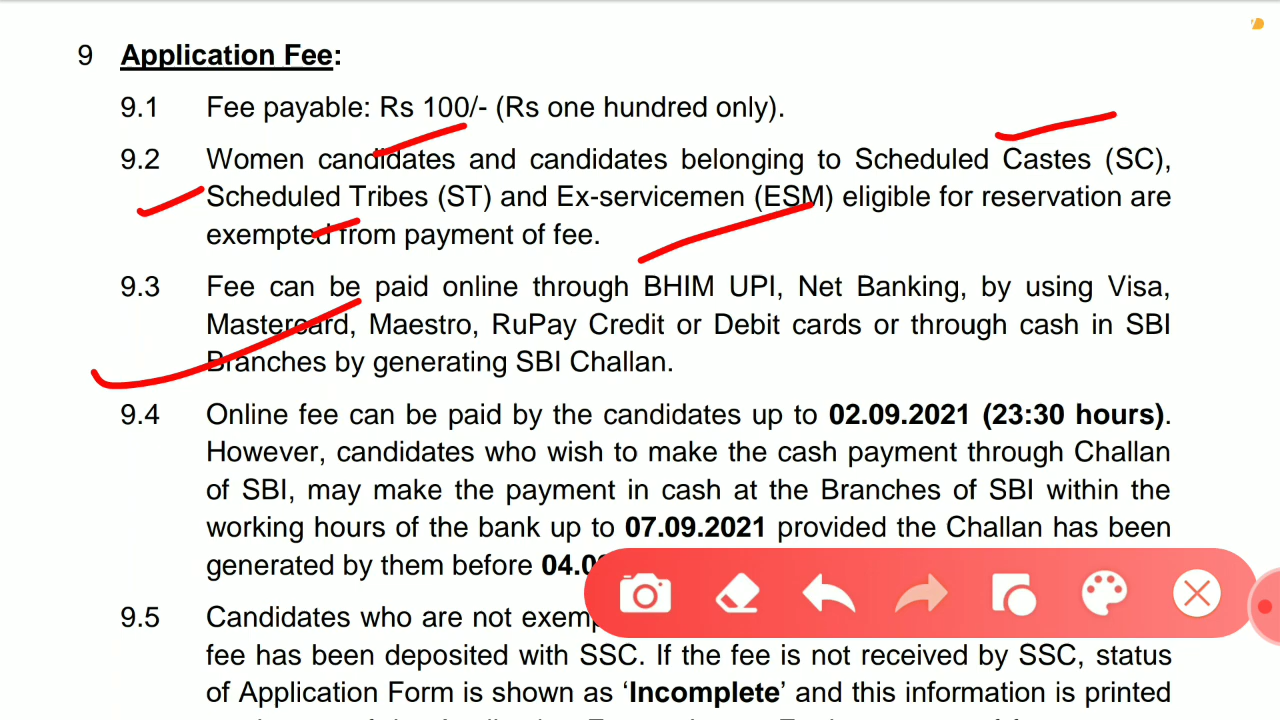 9 Application Fee:
9.1 Fee payable: Rs 100/- (Rs one hundred only).
9.2 Women candidates and candidates belonging to Scheduled Castes (SC),
Scheduled Tribes (ST) and Ex-servicemen (ESM) eligible for reservation are
exempted from payment of fee.
9.3 Fee can be paid online through BHIM UPI, Net Banking, by using Visa,
Mastercard, Maestro, RuPay Credit or Debit cards or through cash in SBI
Branches by generating SBI Challan.
9.4 Online fee can be paid by the candidates up to 02.09.2021 (23:30 hours).
However, candidates who wish to make the cash payment through Challan
of SBI, may make the payment in cash at the Branches of SBI within the
working hours of the bank up to 07.09.2021 provided the Challan has been
generated by them before 04.0
9.5 Candidates who are not exem
fee has been deposited with SSC. If the fee is not received by SSC, status
of Application Form is shown as ‘Incomplete’ and this information is printed